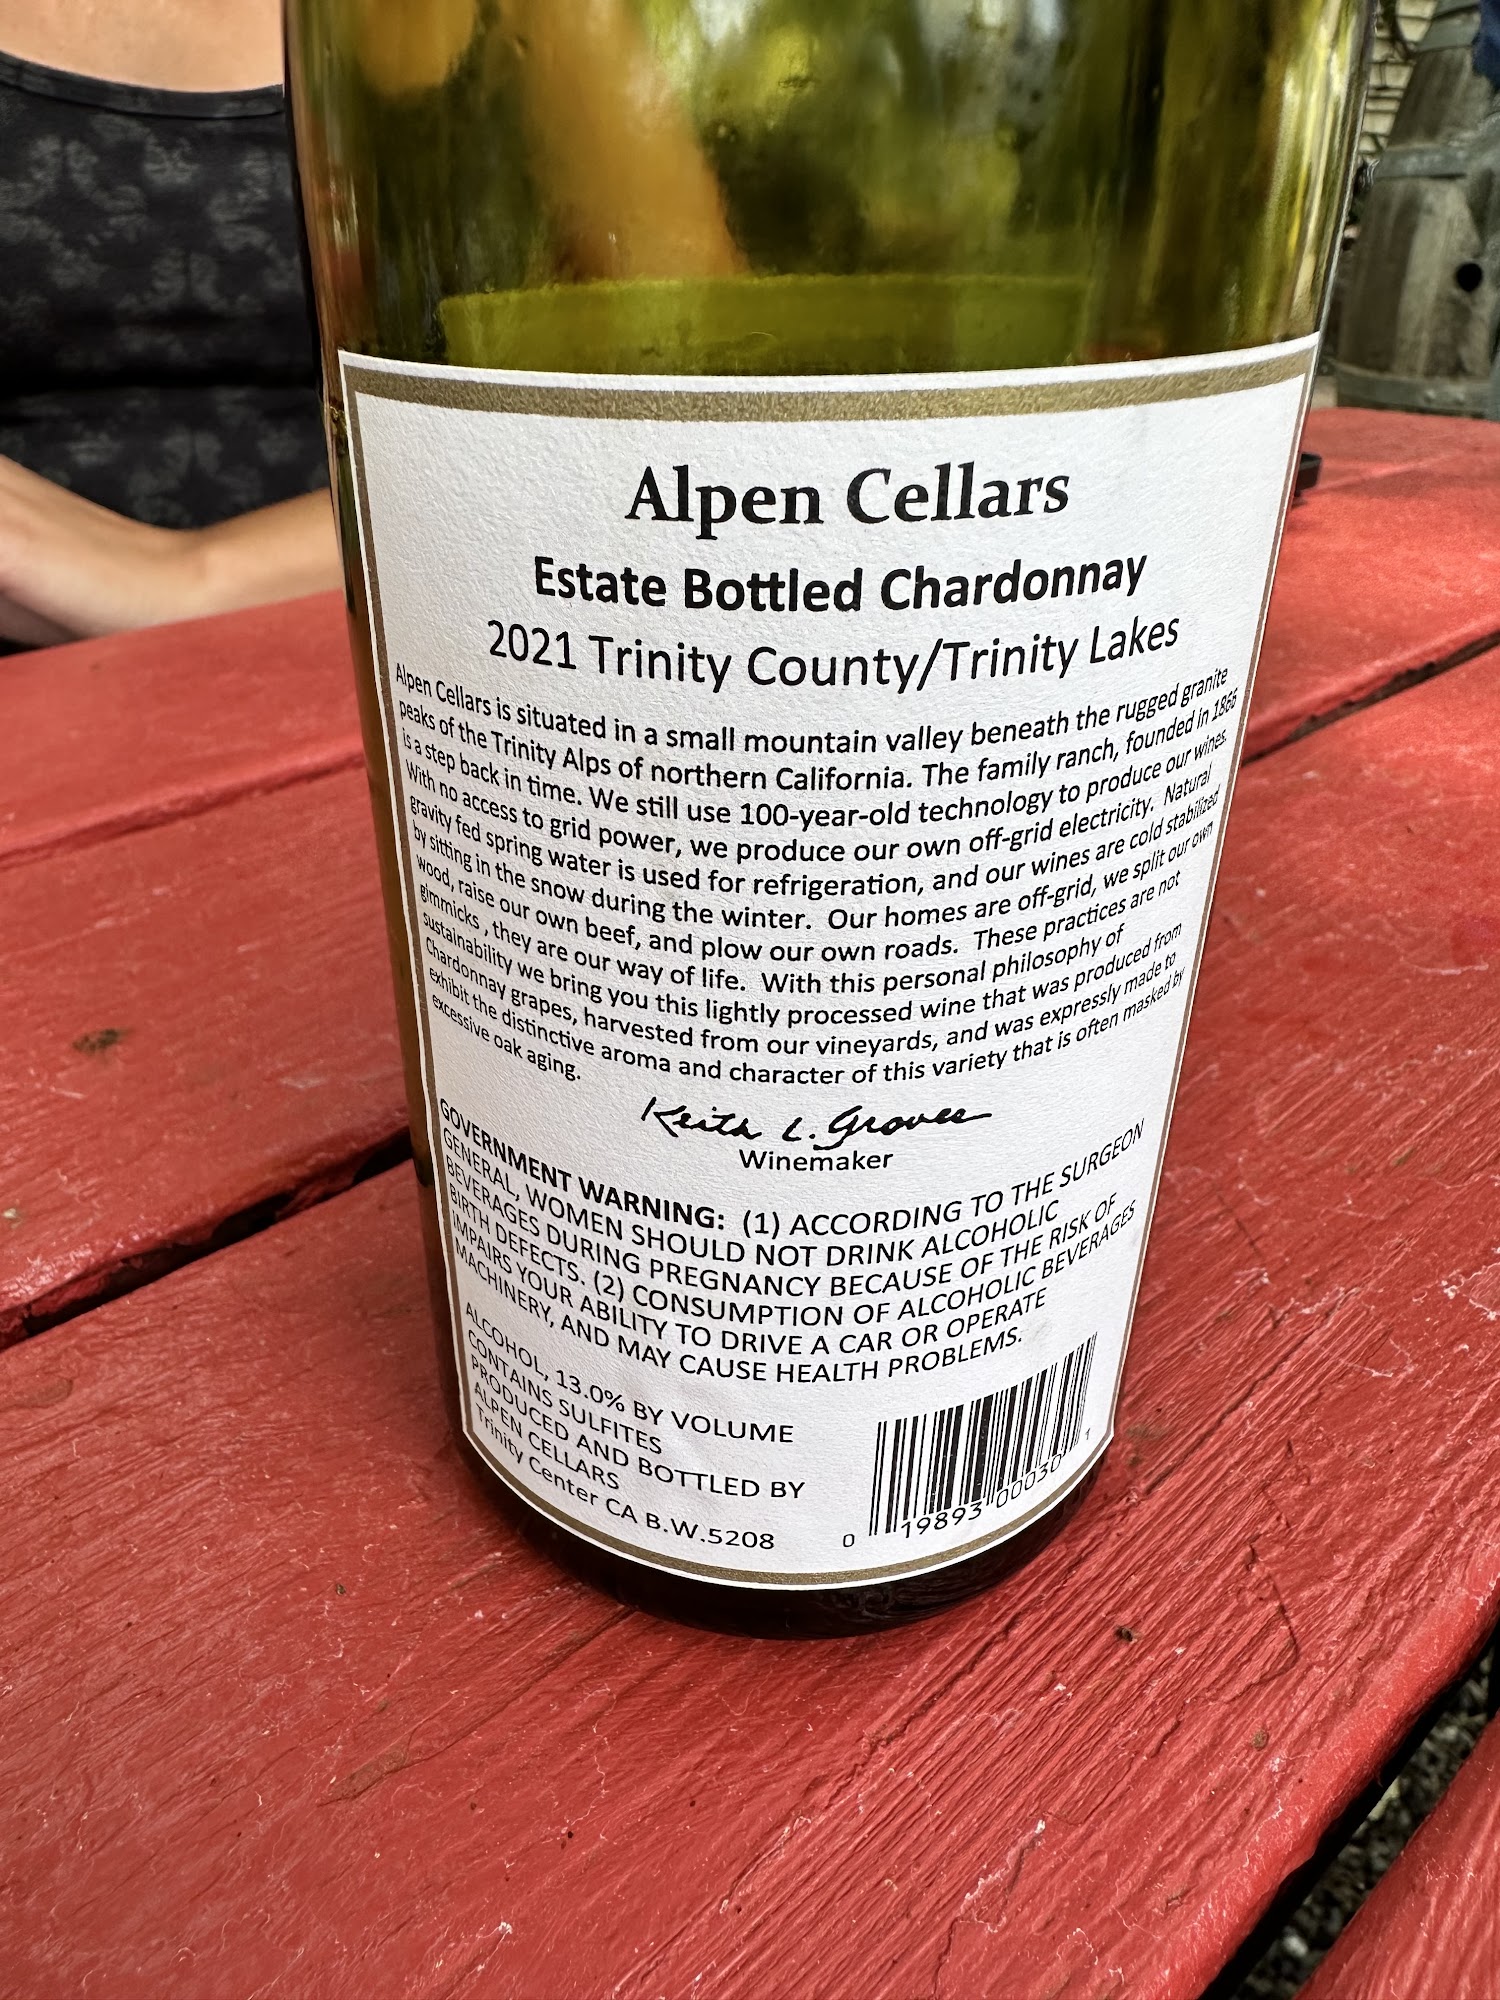 Alpen Cellars
Estate Bottled Chardonnay
2021 Trinity County/Trinity Lakes
Alpen Cellars is situated in a small mountain valley beneath the rugged granite
peaks of the Trinity Alps of northern California. The family ranch, founded in 1866
is a step back in time. We still use 100-year-old technology to produce our wines.
With no access to grid power, we produce our own off-grid electricity. Natural
gravity fed spring water is used for refrigeration, and our wines are cold stabilized
by sitting in the snow during the winter. Our homes are off-grid, we split our own
wood, raise our own beef, and plow our own roads. These practices are not
gimmicks , they are our way of life. With this personal philosophy of
sustainability we bring you this lightly processed wine that was produced from
Chardonnay grapes, harvested from our vineyards, and was expressly made to
exhibit the distinctive aroma and character of this variety that is often masked by
excessive oak aging.
Keith L. Groves
Winemaker
GOVERNMENT WARNING: (1) ACCORDING TO THE SURGEON
GENERAL, WOMEN SHOULD NOT DRINK ALCOHOLIC
BEVERAGES DURING PREGNANCY BECAUSE OF THE RISK OF
BIRTH DEFECTS. (2) CONSUMPTION OF ALCOHOLIC BEVERAGES
IMPAIRS YOUR ABILITY TO DRIVE A CAR OR OPERATE
MACHINERY, AND MAY CAUSE HEALTH PROBLEMS.
ALCOHOL, 13.0% BY VOLUME
CONTAINS SULFITES
PRODUCED AND BOTTLED BY
ALPEN CELLARS
Trinity Center CA B.W.5208
0 19893 00030 1